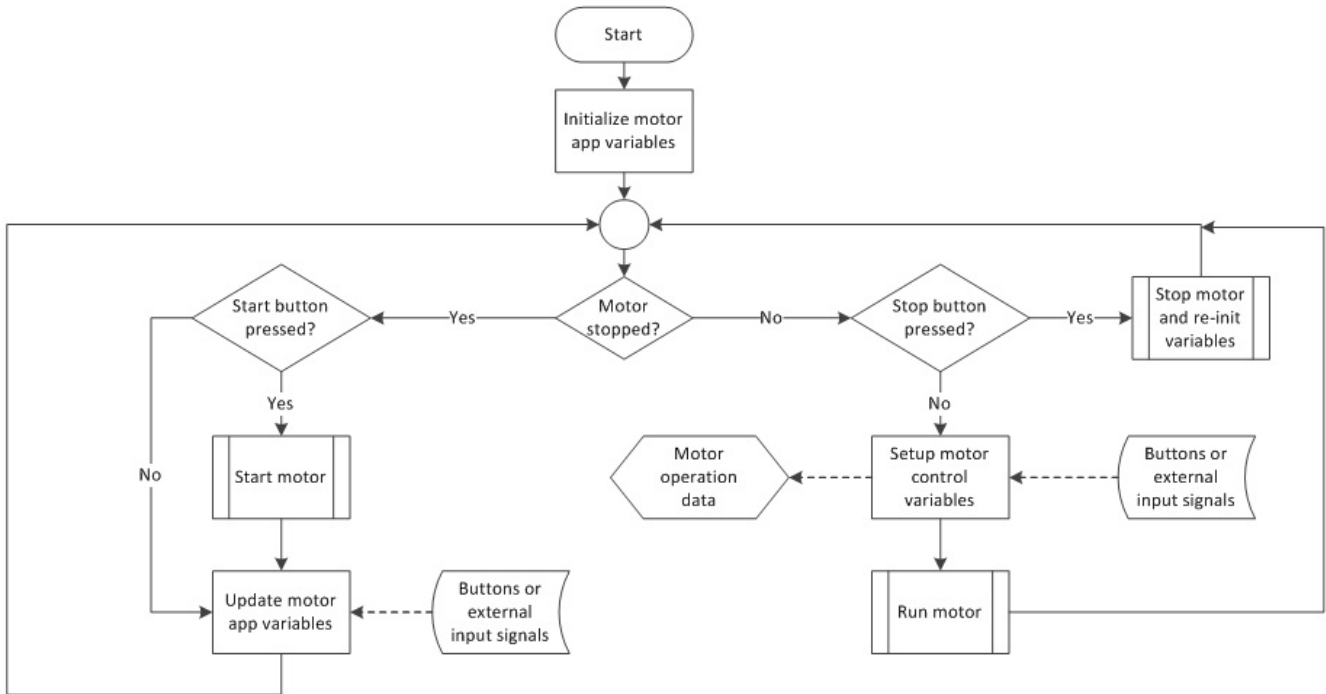 Start
Initialize motor
app variables
Start button
pressed?
Yes
Motor
stopped?
No
Stop button
pressed?
Yes
Stop motor
and re-init
variables
Yes
No
No
Start motor
Motor
operation
data
Setup motor
control
variables
Buttons or
external
input signals
Update motor
app variables
Buttons or
external
input signals
Run motor